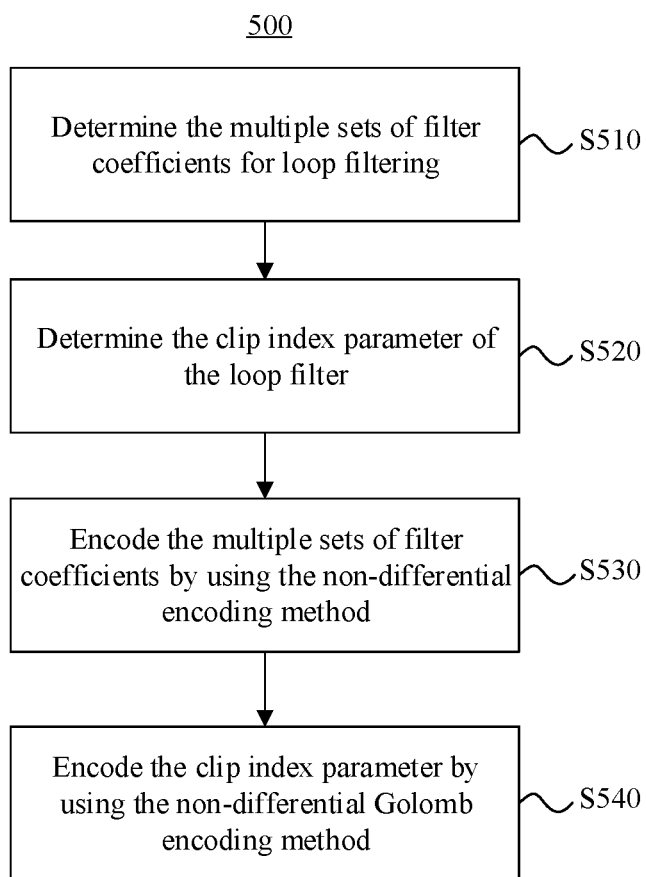 500
Determine the multiple sets of filter
coefficients for loop filtering
S510
Determine the clip index parameter of
the loop filter
S520
Encode the multiple sets of filter
coefficients by using the non-differential
encoding method
S530
Encode the clip index parameter by
using the non-differential Golomb
encoding method
S540